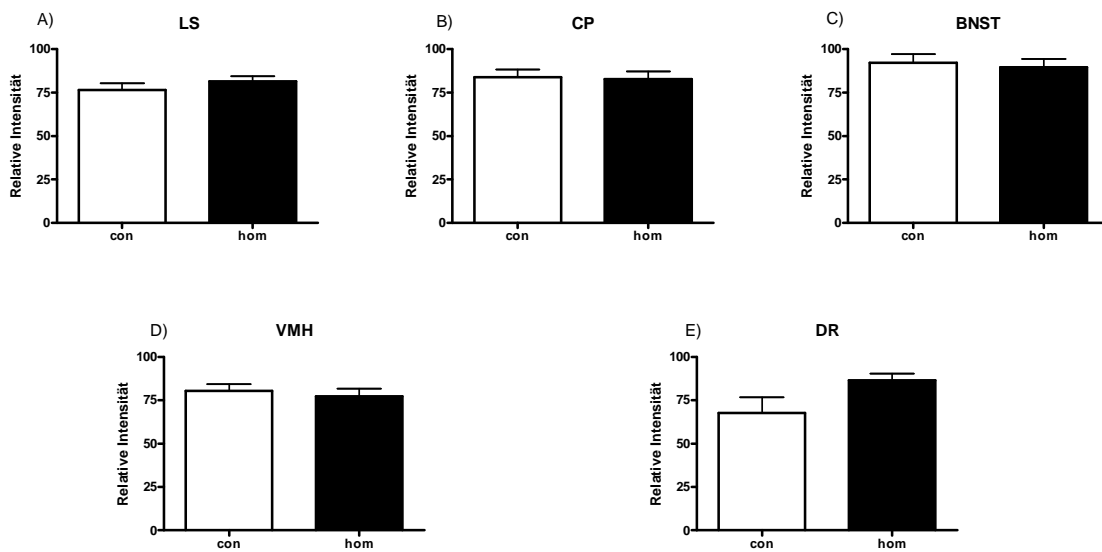 A)
LS
Relative Intensität
100
75
50
25
0
con hom
B)
CP
Relative Intensität
100
75
50
25
0
con hom
C)
BNST
Relative Intensität
100
75
50
25
0
con hom
D)
VMH
Relative Intensität
100
75
50
25
0
con hom
E)
DR
Relative Intensität
100
75
50
25
0
con hom